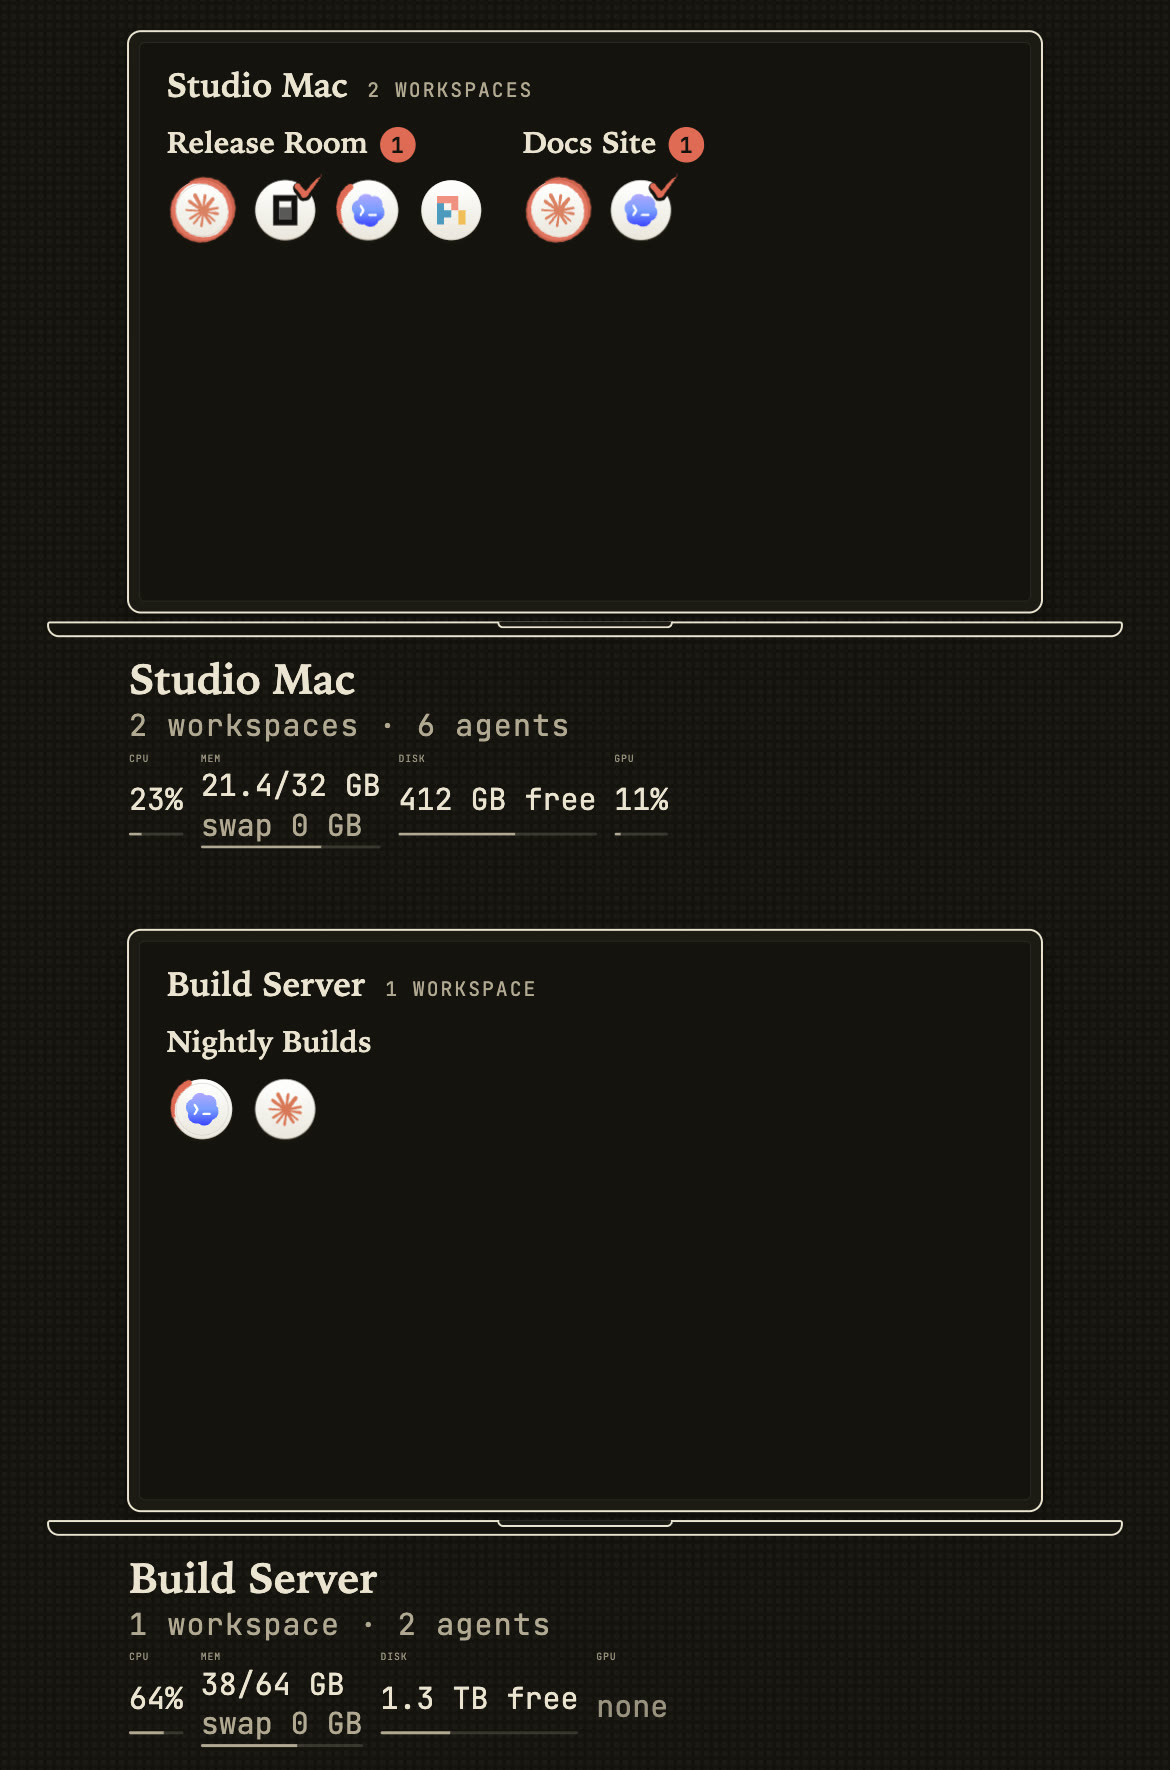 Studio Mac 2 WORKSPACES
Release Room 1 Docs Site 1
Studio Mac
2 workspaces · 6 agents
CPU MEM DISK GPU
23% 21.4/32 GB 412 GB free 11%
swap 0 GB
Build Server 1 WORKSPACE
Nightly Builds
Build Server
1 workspace · 2 agents
CPU MEM DISK GPU
64% 38/64 GB 1.3 TB free none
swap 0 GB